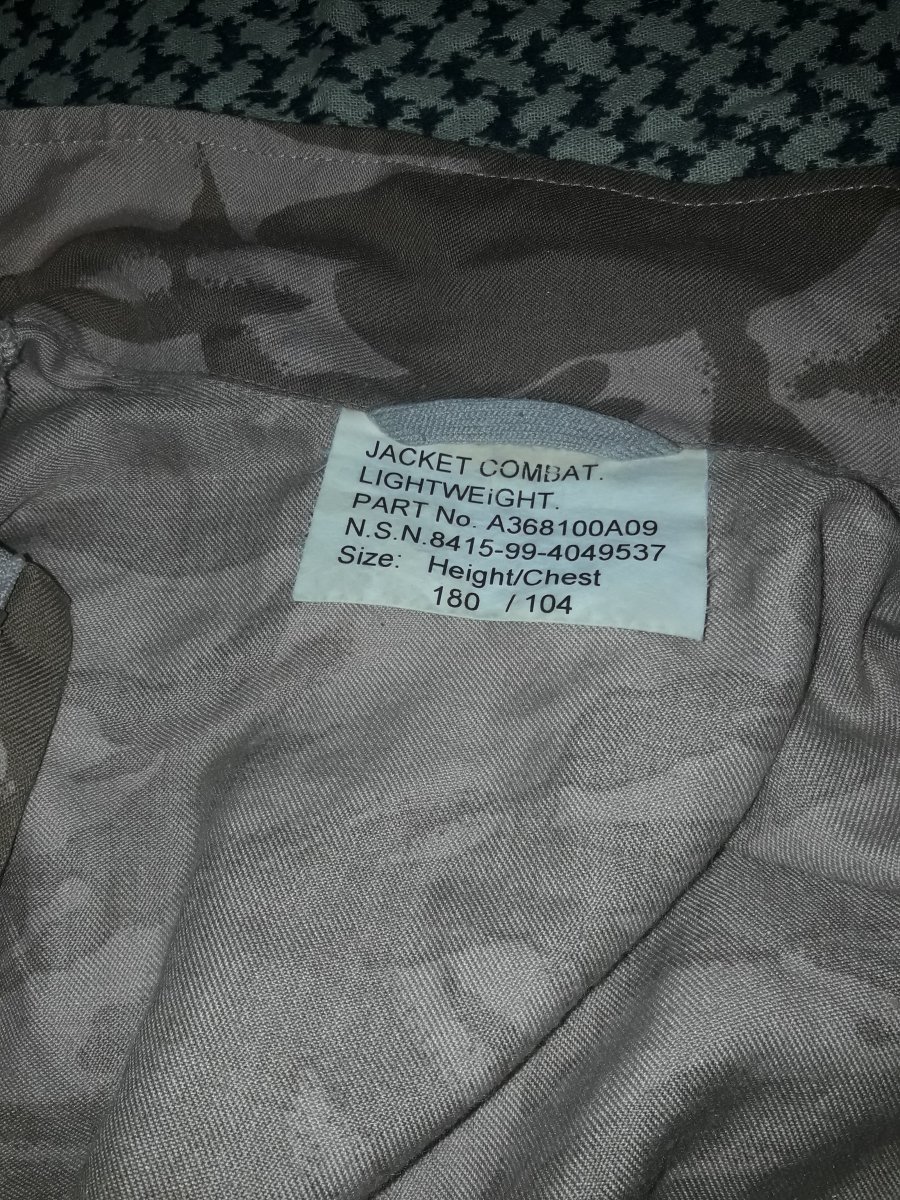 JACKET COMBAT.
LIGHTWEiGHT.
PART No. A368100A09
N.S.N.8415-99-4049537
Size: Height/Chest
180 / 104